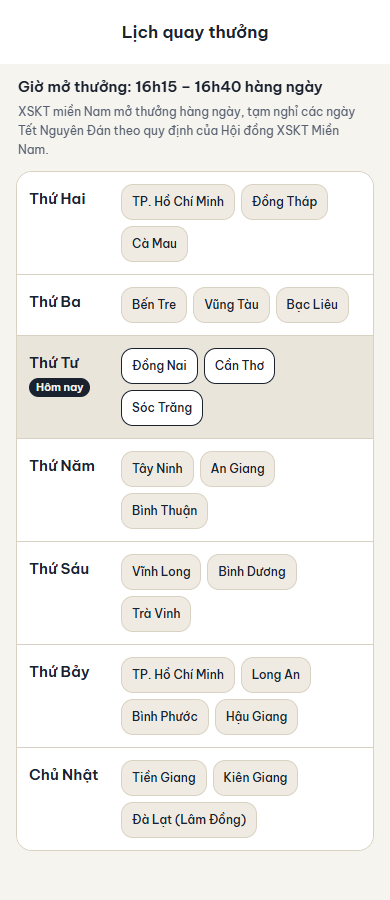 Lịch quay thưởng
Giờ mở thưởng: 16h15 – 16h40 hàng ngày
XSKT miền Nam mở thưởng hàng ngày, tạm nghỉ các ngày
Tết Nguyên Đán theo quy định của Hội đồng XSKT Miền
Nam.
Thứ Hai
TP. Hồ Chí Minh
Đồng Tháp
Cà Mau
Thứ Ba
Bến Tre
Vũng Tàu
Bạc Liêu
Thứ Tư
Hôm nay
Đồng Nai
Cần Thơ
Sóc Trăng
Thứ Năm
Tây Ninh
An Giang
Bình Thuận
Thứ Sáu
Vĩnh Long
Bình Dương
Trà Vinh
Thứ Bảy
TP. Hồ Chí Minh
Long An
Bình Phước
Hậu Giang
Chủ Nhật
Tiền Giang
Kiên Giang
Đà Lạt (Lâm Đồng)